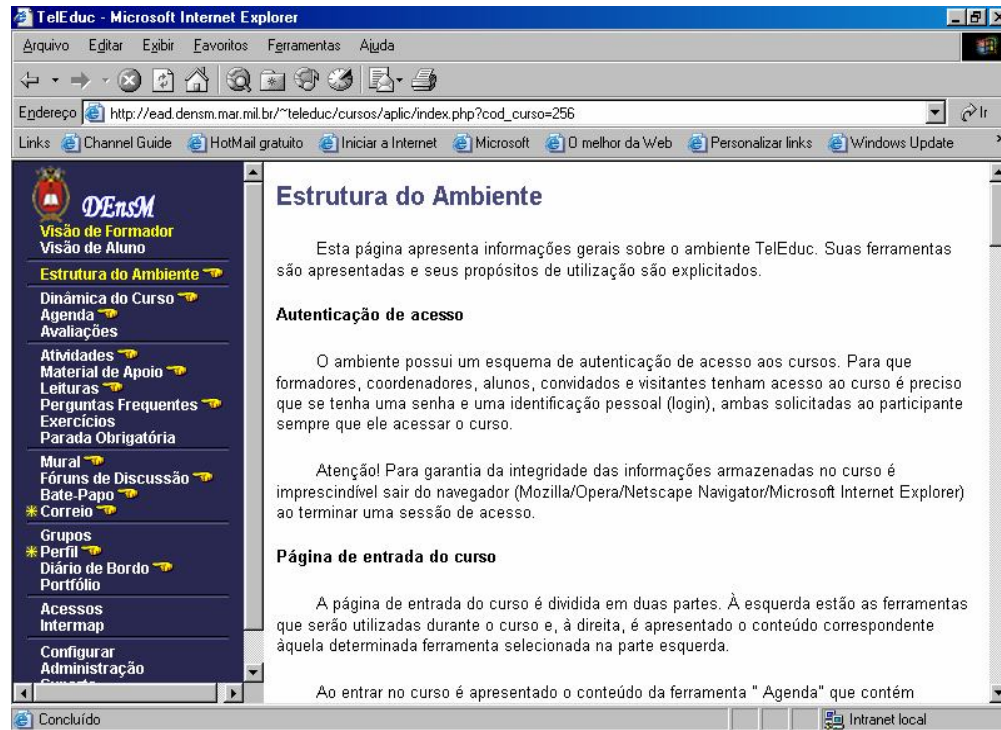 TelEduc - Microsoft Internet Explorer
Arquivo Editar Exibir Favoritos Ferramentas Ajuda
Endereço http://ead.densm.mar.mil.br/~teleduc/cursos/aplic/index.php?cod_curso=256 Ir
Links Channel Guide HotMail gratuito Iniciar a Internet Microsoft O melhor da Web Personalizar links Windows Update
DEnsM
Visão de Formador
Visão de Aluno
Estrutura do Ambiente
Dinâmica do Curso
Agenda
Avaliações
Atividades
Material de Apoio
Leituras
Perguntas Frequentes
Exercícios
Parada Obrigatória
Mural
Fóruns de Discussão
Bate-Papo
Correio
Grupos
Perfil
Diário de Bordo
Portfólio
Acessos
Intermap
Configurar
Administração
Estrutura do Ambiente
Esta página apresenta informações gerais sobre o ambiente TelEduc. Suas ferramentas
são apresentadas e seus propósitos de utilização são explicitados.
Autenticação de acesso
O ambiente possui um esquema de autenticação de acesso aos cursos. Para que
formadores, coordenadores, alunos, convidados e visitantes tenham acesso ao curso é preciso
que se tenha uma senha e uma identificação pessoal (login), ambas solicitadas ao participante
sempre que ele acessar o curso.
Atenção! Para garantia da integridade das informações armazenadas no curso é
imprescindível sair do navegador (Mozilla/Opera/Netscape Navigator/Microsoft Internet Explorer)
ao terminar uma sessão de acesso.
Página de entrada do curso
A página de entrada do curso é dividida em duas partes. À esquerda estão as ferramentas
que serão utilizadas durante o curso e, à direita, é apresentado o conteúdo correspondente
àquela determinada ferramenta selecionada na parte esquerda.
Ao entrar no curso é apresentado o conteúdo da ferramenta " Agenda" que contém
Concluído
Intranet local